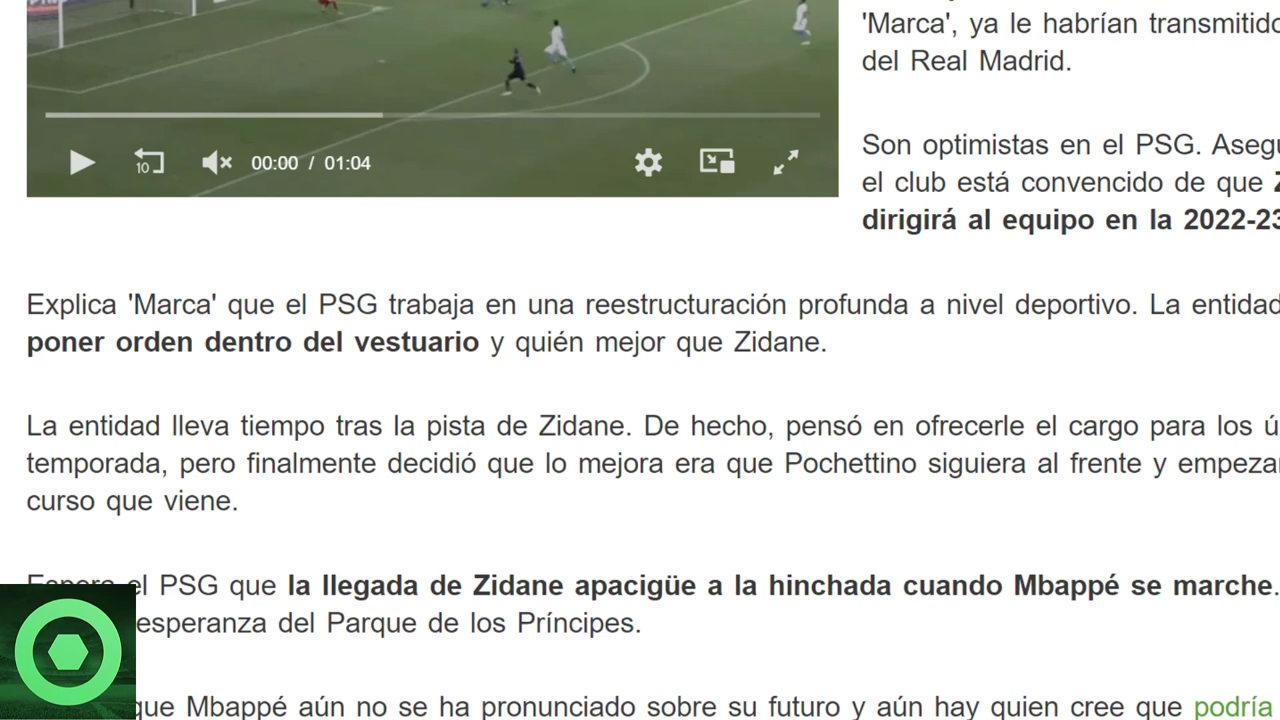 'Marca', ya le habrían transmitido
del Real Madrid.
Son optimistas en el PSG. Asegu
el club está convencido de que Z
dirigirá al equipo en la 2022-23
10
00:00 / 01:04
Explica 'Marca' que el PSG trabaja en una reestructuración profunda a nivel deportivo. La entidad
poner orden dentro del vestuario y quién mejor que Zidane.
La entidad lleva tiempo tras la pista de Zidane. De hecho, pensó en ofrecerle el cargo para los ú
temporada, pero finalmente decidió que lo mejora era que Pochettino siguiera al frente y empezar
curso que viene.
Espera el PSG que la llegada de Zidane apacigüe a la hinchada cuando Mbappé se marche.
esperanza del Parque de los Príncipes.
que Mbappé aún no se ha pronunciado sobre su futuro y aún hay quien cree que podría